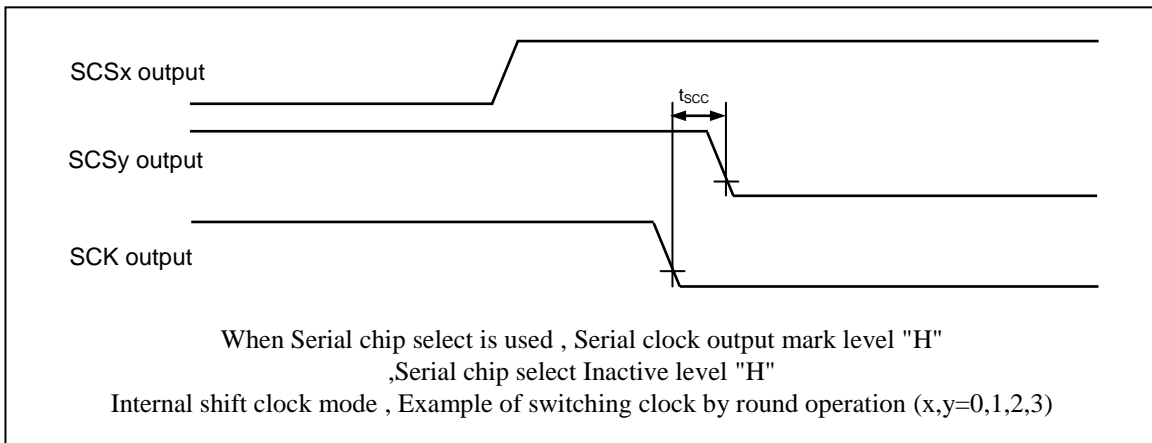 SCSx output
tSCC
SCSy output
SCK output
When Serial chip select is used , Serial clock output mark level "H"
,Serial chip select Inactive level "H"
Internal shift clock mode , Example of switching clock by round operation (x,y=0,1,2,3)